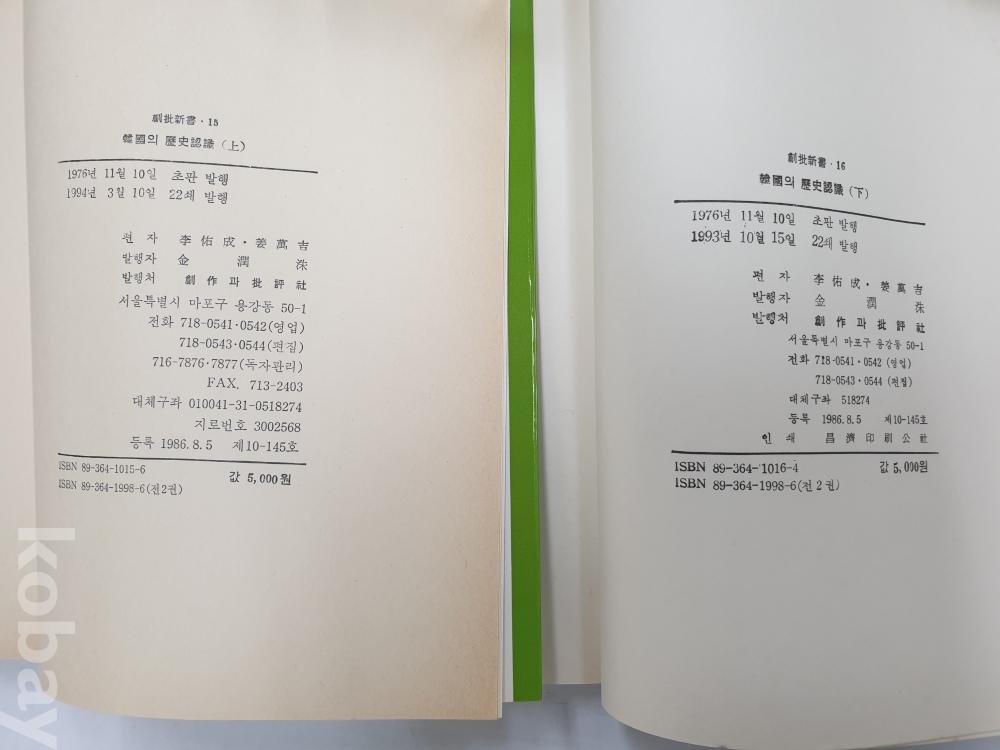 創批新書·15
韓國의 歷史認識(上)
1976년 11월 10일 초판 발행
1994년 3월 10일 22쇄 발행
편 자 李佑成·姜萬吉
발행자 金潤洙
발행처 創作과批評社
서울특별시 마포구 용강동 50-1
전화 718-0541·0542(영업)
718-0543·0544(편집)
716-7876·7877(독자관리)
FAX. 713-2403
대체구좌 010041-31-0518274
지로번호 3002568
등록 1986.8.5 제10-145호
ISBN 89-364-1015-6 값 5,000원
ISBN 89-364-1998-6(전2권)
創批新書·16
韓國의 歷史認識(下)
1976년 11월 10일 초판 발행
1993년 10월 15일 22쇄 발행
편 자 李佑成·姜萬吉
발행자 金潤洙
발행처 創作과批評社
서울특별시 마포구 용강동 50-1
전화 718-0541·0542 (영업)
718-0543·0544 (편집)
대체구좌 518274
등록 1986.8.5 제10-145호
인 쇄 昌濟印刷公社
ISBN 89-364-1016-4 값 5,000원
ISBN 89-364-1998-6(전2권)
kobay